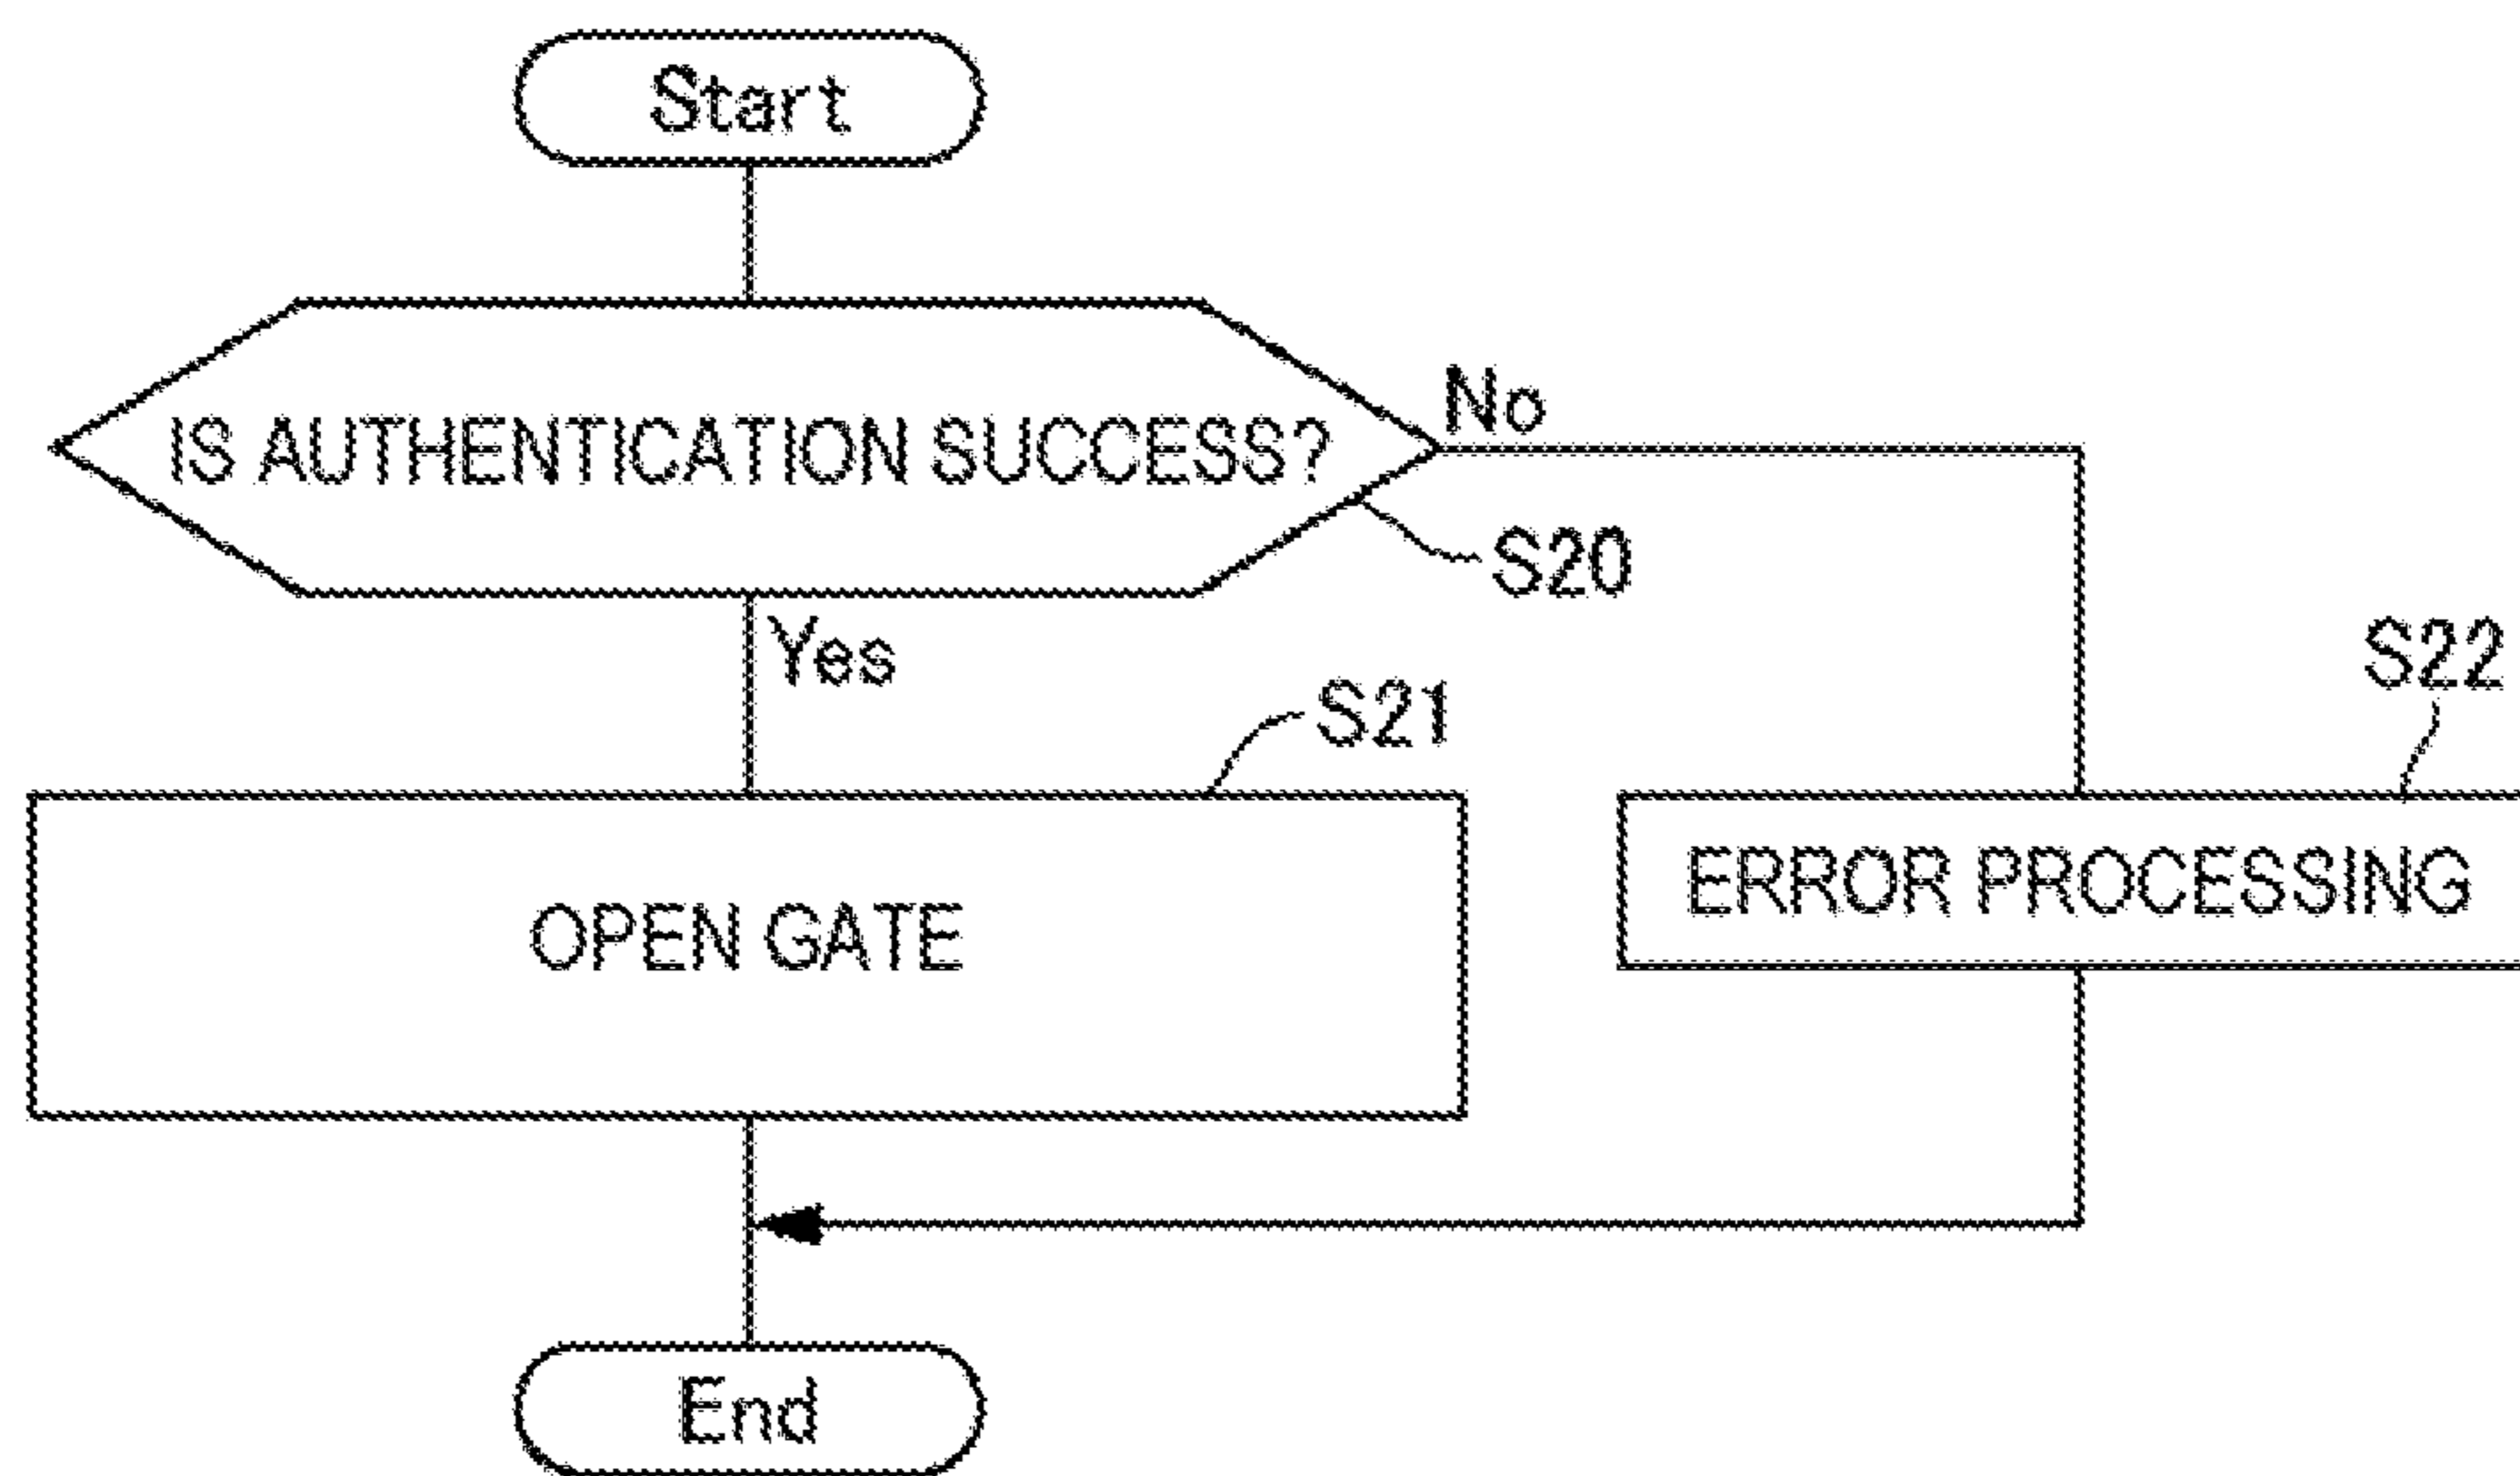 Start
IS AUTHENTICATION SUCCESS?
No
S20
Yes
S21
S22
OPEN GATE
ERROR PROCESSING
End